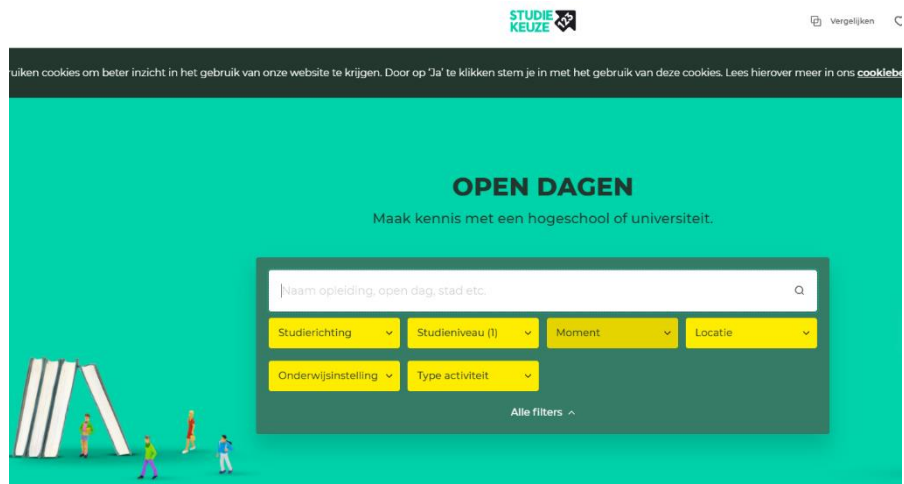 STUDIE
KEUZE 123
Vergelijken
ruiken cookies om beter inzicht in het gebruik van onze website te krijgen. Door op 'Ja' te klikken stem je in met het gebruik van deze cookies. Lees hierover meer in ons cookiebe
OPEN DAGEN
Maak kennis met een hogeschool of universiteit.
Naam opleiding, open dag, stad etc.
Studierichting Studieniveau (1) Moment Locatie
Onderwijsinstelling Type activiteit
Alle filters